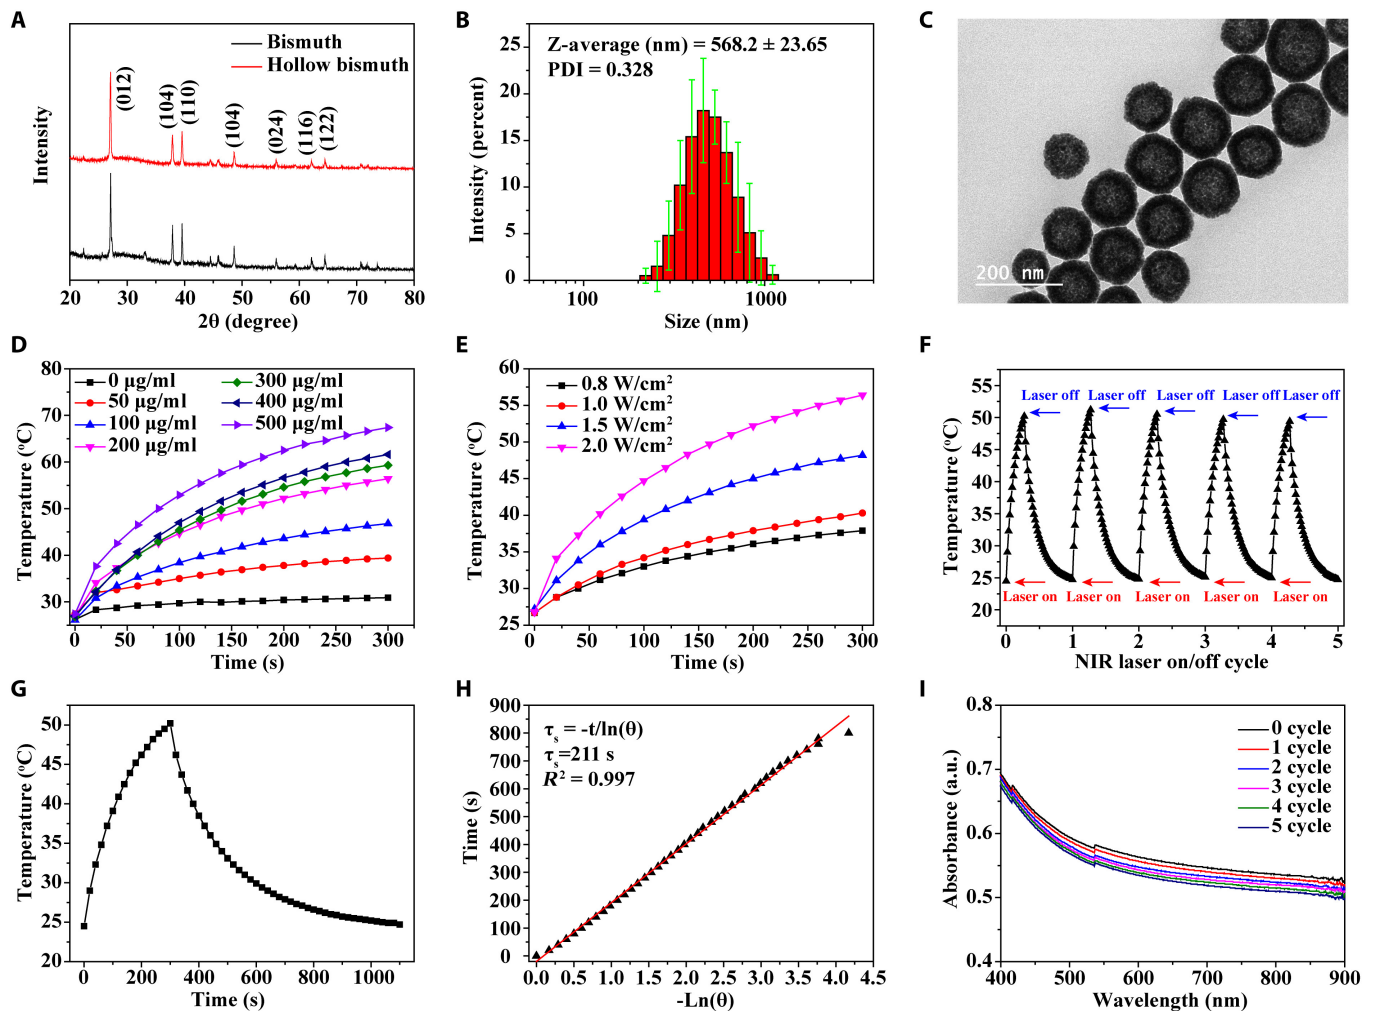 A
Bismuth
Hollow bismuth
(012)
(104)
(110)
(104)
(024)
(116)
(122)
Intensity
20 30 40 50 60 70 80
2θ (degree)
B
Z-average (nm) = 568.2 ± 23.65
PDI = 0.328
Intensity (percent)
25
20
15
10
5
0
100 1000
Size (nm)
C
200 nm
D
0 µg/ml
50 µg/ml
100 µg/ml
200 µg/ml
300 µg/ml
400 µg/ml
500 µg/ml
Temperature (°C)
80
70
60
50
40
30
0 50 100 150 200 250 300
Time (s)
E
0.8 W/cm²
1.0 W/cm²
1.5 W/cm²
2.0 W/cm²
Temperature (°C)
60
55
50
45
40
35
30
25
0 50 100 150 200 250 300
Time (s)
F
Laser off Laser off Laser off Laser off Laser off
Temperature (°C)
55
50
45
40
35
30
25
20
Laser on Laser on Laser on Laser on Laser on
0 1 2 3 4 5
NIR laser on/off cycle
G
Temperature (°C)
50
45
40
35
30
25
20
0 200 400 600 800 1000
Time (s)
H
τs = -t/ln(θ)
τs=211 s
R² = 0.997
Time (s)
900
800
700
600
500
400
300
200
100
0
0.0 0.5 1.0 1.5 2.0 2.5 3.0 3.5 4.0 4.5
-Ln(θ)
I
0 cycle
1 cycle
2 cycle
3 cycle
4 cycle
5 cycle
Absorbance (a.u.)
0.8
0.7
0.6
0.5
0.4
400 500 600 700 800 900
Wavelength (nm)